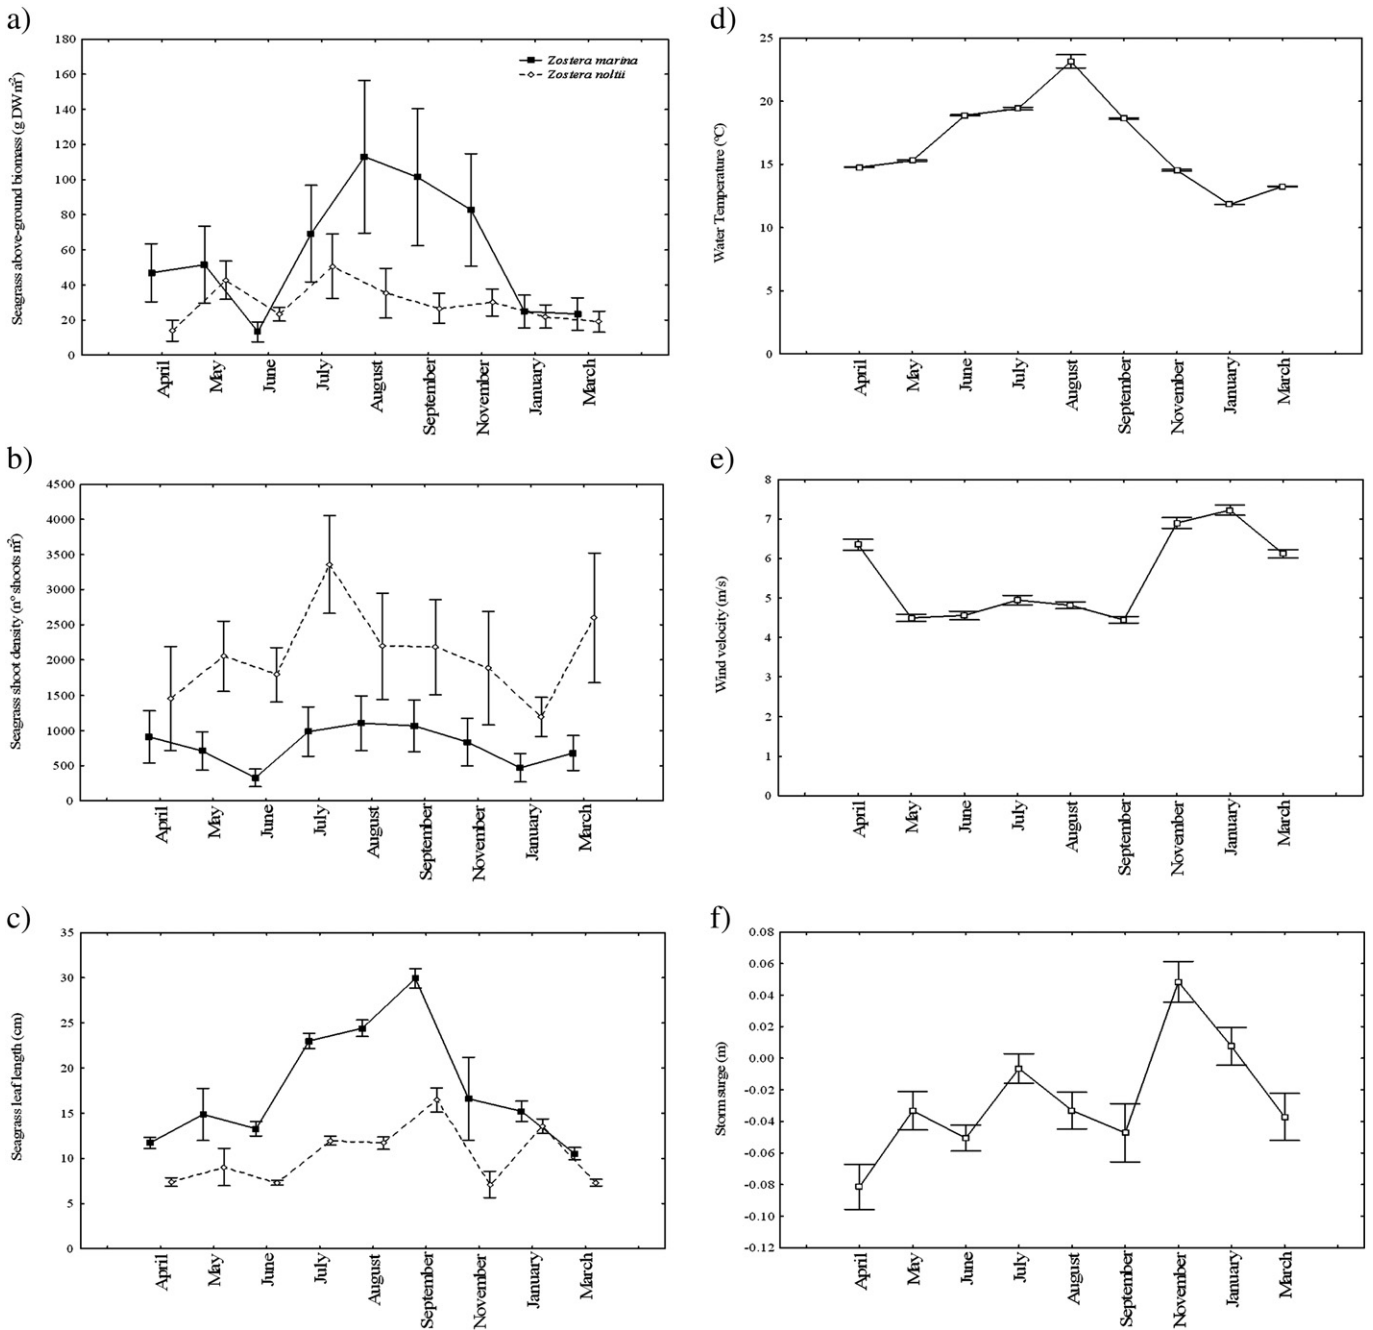 a)
180
160
140
120
100
80
60
40
20
0
Seagrass above-ground biomass (g DW m²)
Zostera marina
Zostera noltii
April
May
June
July
August
September
November
January
March
d)
25
20
15
10
5
0
Water Temperature (ºC)
April
May
June
July
August
September
November
January
March
b)
4500
4000
3500
3000
2500
2000
1500
1000
500
0
Seagrass shoot density (nº shoots m²)
April
May
June
July
August
September
November
January
March
e)
8
7
6
5
4
3
2
1
0
Wind velocity (m/s)
April
May
June
July
August
September
November
January
March
c)
35
30
25
20
15
10
5
0
Seagrass leaf length (cm)
April
May
June
July
August
September
November
January
March
f)
0.08
0.06
0.04
0.02
0.00
-0.02
-0.04
-0.06
-0.08
-0.10
-0.12
Storm surge (m)
April
May
June
July
August
September
November
January
March